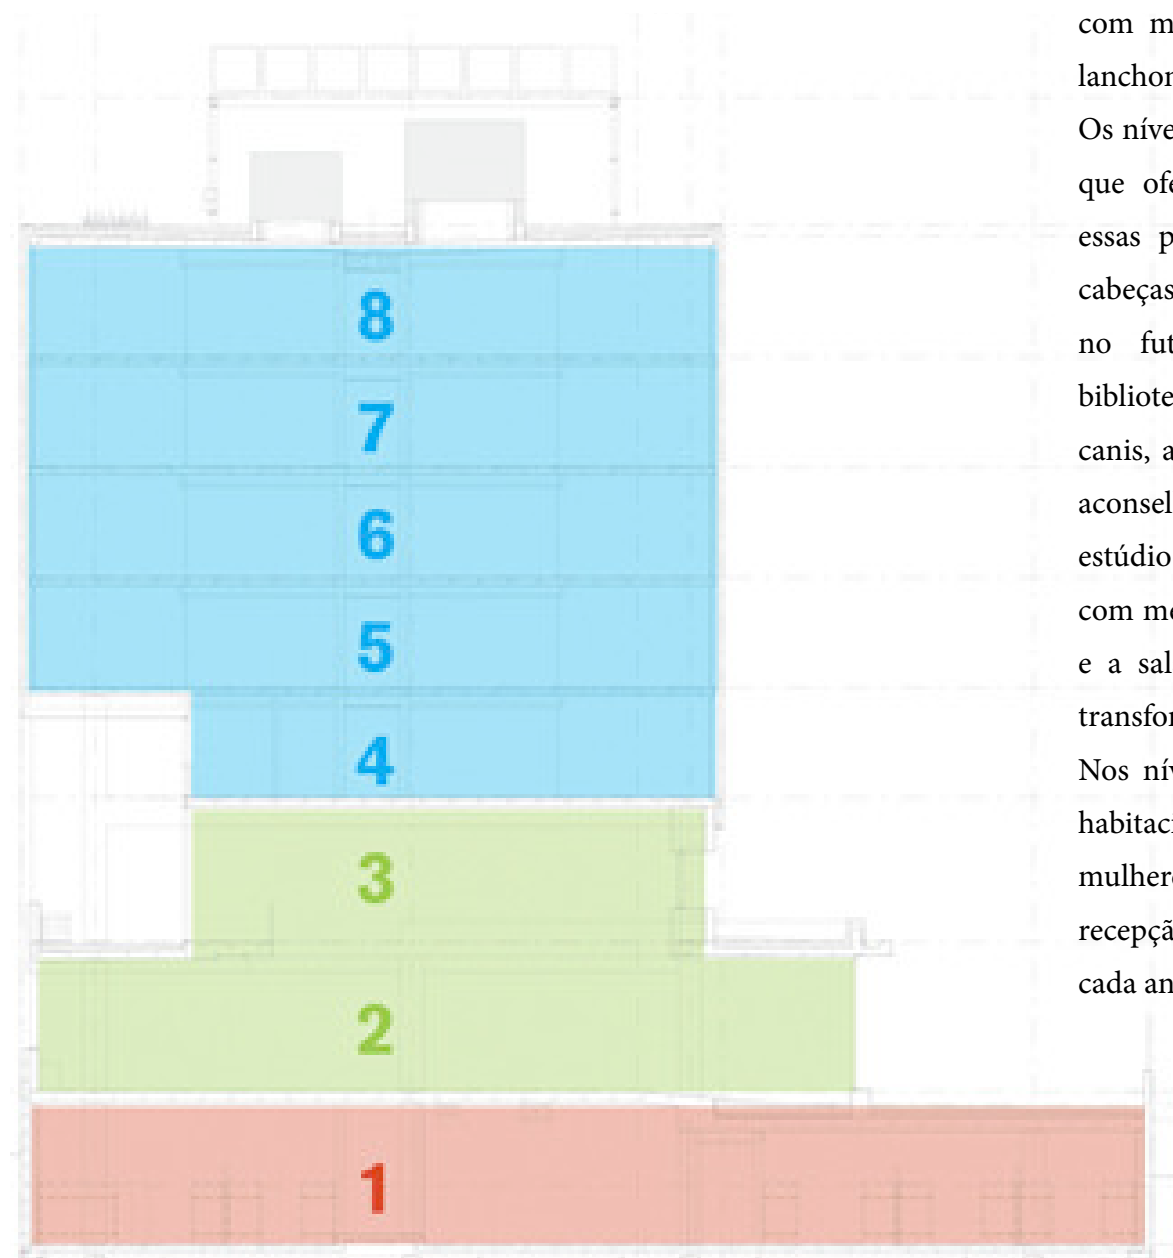 8
7
6
5
4
3
2
1
com m
lanchon
Os níve
que ofe
essas p
cabeças
no fut
bibliote
canis, a
aconsel
estúdio
com me
e a sal
transfor
Nos nív
habitaci
mulhere
recepçã
cada an